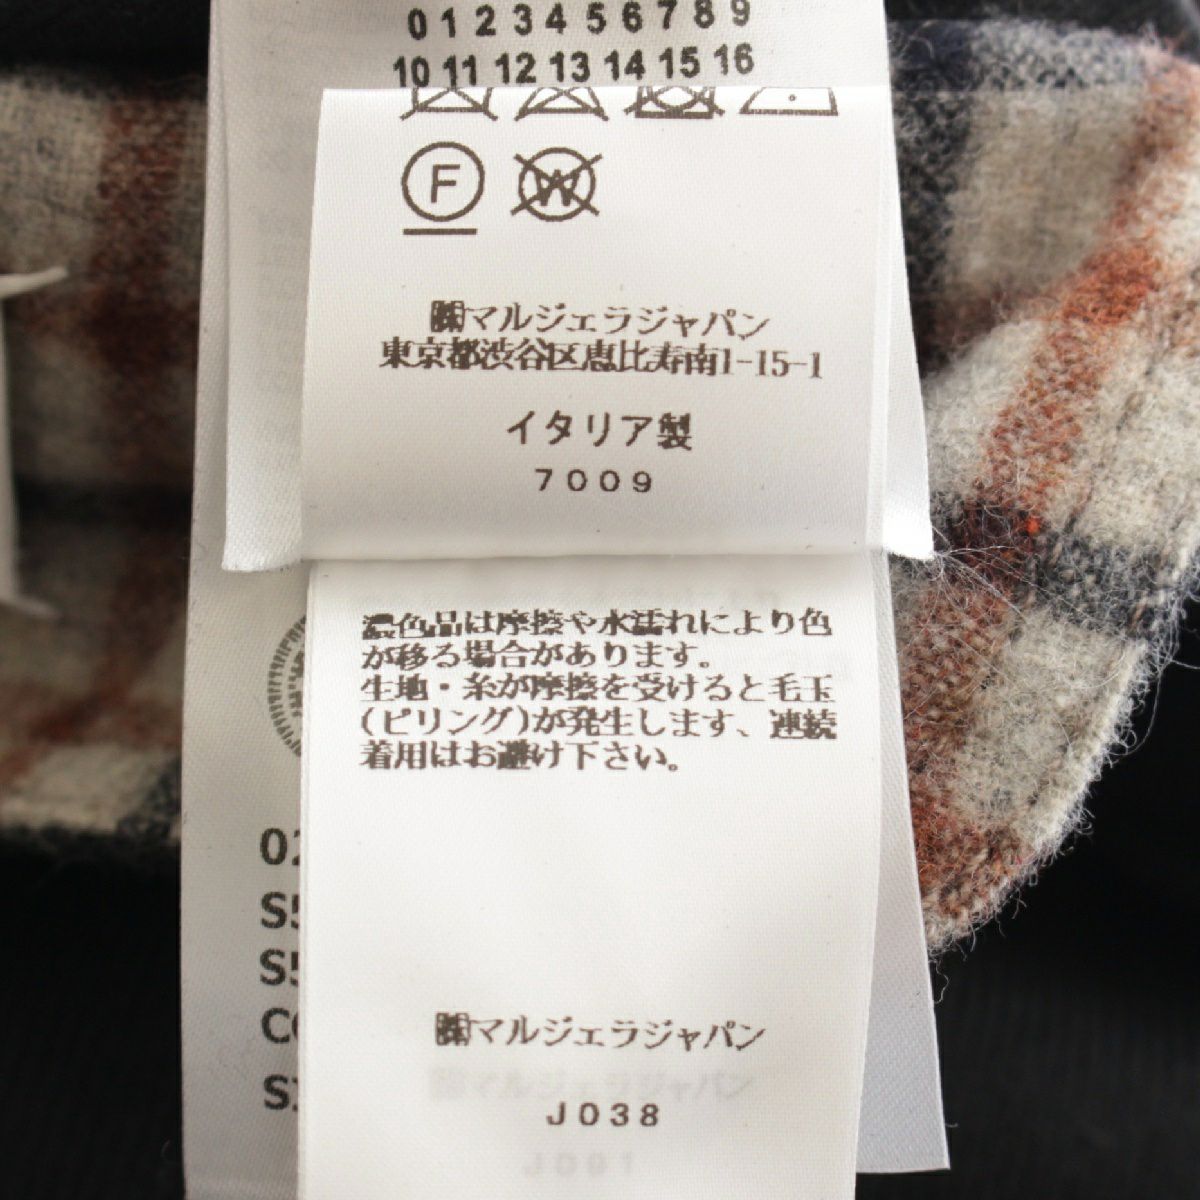 0 1 2 3 4 5 6 7 8 9
10 11 12 13 14 15 16
F W
㈱マルジェラジャパン
東京都渋谷区恵比寿南1-15-1
イタリア製
7009
濃色品は摩擦や水濡れにより色
が移る場合があります。
生地・糸が摩擦を受けると毛玉
(ピリング)が発生します、連続
着用はお避け下さい。
㈱マルジェラジャパン
J038